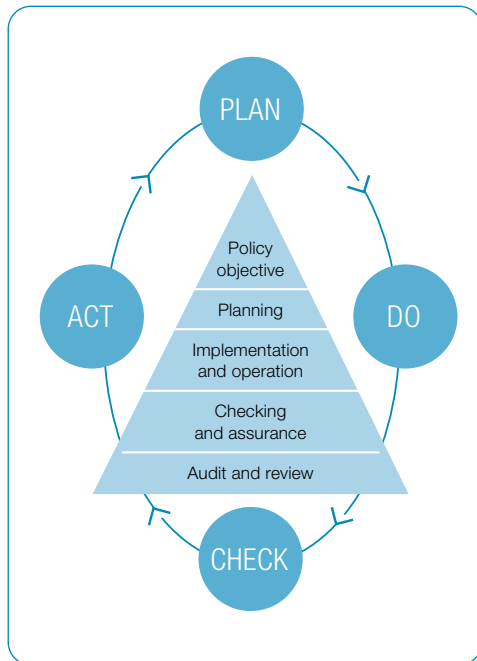 PLAN
Policy
objective
ACT
Planning
DO
Implementation
and operation
Checking
and assurance
Audit and review
CHECK